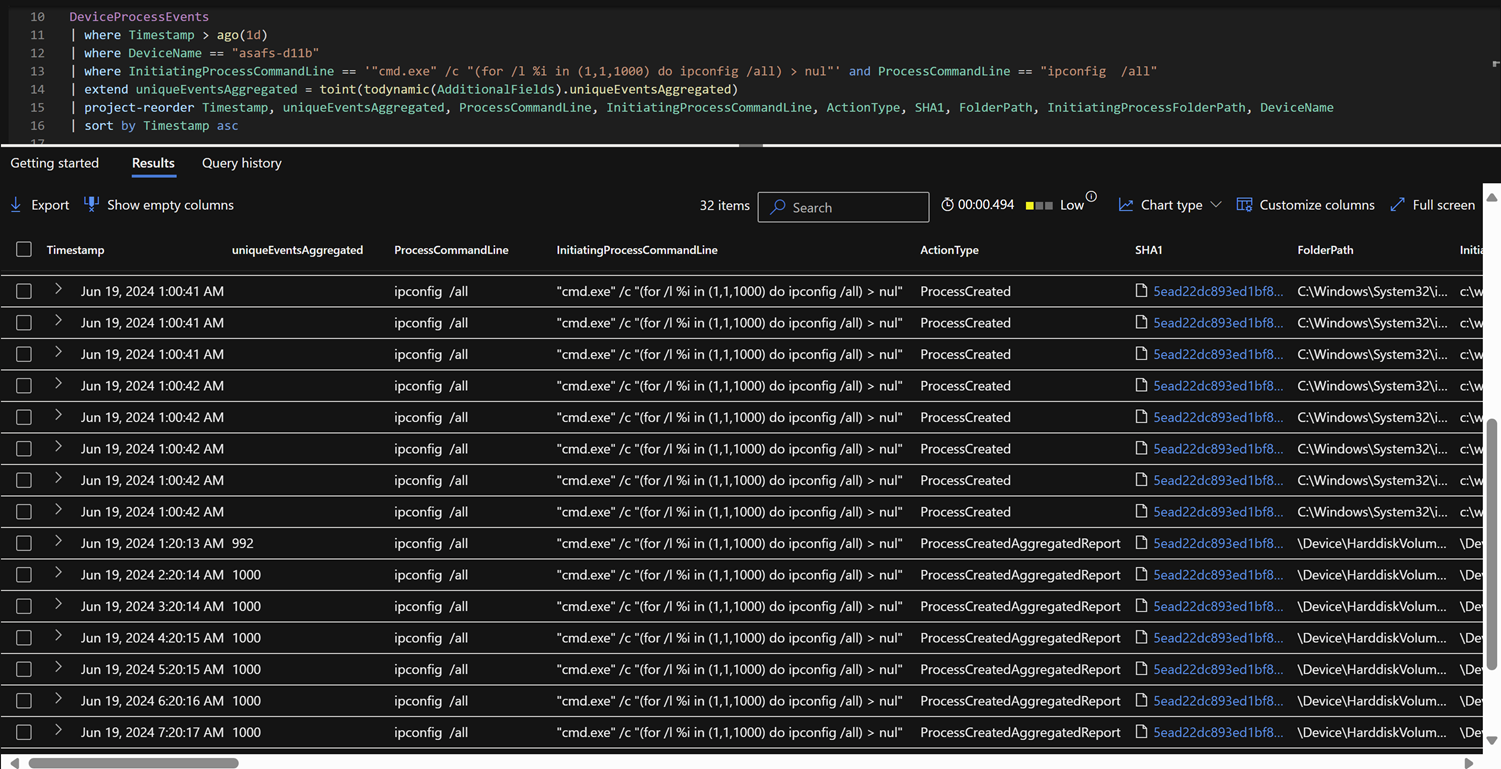 10 DeviceProcessEvents
11 | where Timestamp > ago(1d)
12 | where DeviceName == "asafs-d11b"
13 | where InitiatingProcessCommandLine == '"cmd.exe" /c "(for /l %i in (1,1,1000) do ipconfig /all) > nul"' and ProcessCommandLine == "ipconfig  /all"
14 | extend uniqueEventsAggregated = toint(todynamic(AdditionalFields).uniqueEventsAggregated)
15 | project-reorder Timestamp, uniqueEventsAggregated, ProcessCommandLine, InitiatingProcessCommandLine, ActionType, SHA1, FolderPath, InitiatingProcessFolderPath, DeviceName
16 | sort by Timestamp asc
17
Getting started Results Query history
Export Show empty columns 32 items Search 00:00.494 Low Chart type Customize columns Full screen
Timestamp uniqueEventsAggregated ProcessCommandLine InitiatingProcessCommandLine ActionType SHA1 FolderPath Initia
Jun 19, 2024 1:00:41 AM ipconfig  /all "cmd.exe" /c "(for /l %i in (1,1,1000) do ipconfig /all) > nul" ProcessCreated 5ead22dc893ed1bf8... C:\Windows\System32\i... c:\w
Jun 19, 2024 1:00:41 AM ipconfig  /all "cmd.exe" /c "(for /l %i in (1,1,1000) do ipconfig /all) > nul" ProcessCreated 5ead22dc893ed1bf8... C:\Windows\System32\i... c:\w
Jun 19, 2024 1:00:41 AM ipconfig  /all "cmd.exe" /c "(for /l %i in (1,1,1000) do ipconfig /all) > nul" ProcessCreated 5ead22dc893ed1bf8... C:\Windows\System32\i... c:\w
Jun 19, 2024 1:00:42 AM ipconfig  /all "cmd.exe" /c "(for /l %i in (1,1,1000) do ipconfig /all) > nul" ProcessCreated 5ead22dc893ed1bf8... C:\Windows\System32\i... c:\w
Jun 19, 2024 1:00:42 AM ipconfig  /all "cmd.exe" /c "(for /l %i in (1,1,1000) do ipconfig /all) > nul" ProcessCreated 5ead22dc893ed1bf8... C:\Windows\System32\i... c:\w
Jun 19, 2024 1:00:42 AM ipconfig  /all "cmd.exe" /c "(for /l %i in (1,1,1000) do ipconfig /all) > nul" ProcessCreated 5ead22dc893ed1bf8... C:\Windows\System32\i... c:\w
Jun 19, 2024 1:00:42 AM ipconfig  /all "cmd.exe" /c "(for /l %i in (1,1,1000) do ipconfig /all) > nul" ProcessCreated 5ead22dc893ed1bf8... C:\Windows\System32\i... c:\w
Jun 19, 2024 1:00:42 AM ipconfig  /all "cmd.exe" /c "(for /l %i in (1,1,1000) do ipconfig /all) > nul" ProcessCreated 5ead22dc893ed1bf8... C:\Windows\System32\i... c:\w
Jun 19, 2024 1:20:13 AM 992 ipconfig  /all "cmd.exe" /c "(for /l %i in (1,1,1000) do ipconfig /all) > nul" ProcessCreatedAggregatedReport 5ead22dc893ed1bf8... \Device\HarddiskVolum... \De
Jun 19, 2024 2:20:14 AM 1000 ipconfig  /all "cmd.exe" /c "(for /l %i in (1,1,1000) do ipconfig /all) > nul" ProcessCreatedAggregatedReport 5ead22dc893ed1bf8... \Device\HarddiskVolum... \De
Jun 19, 2024 3:20:14 AM 1000 ipconfig  /all "cmd.exe" /c "(for /l %i in (1,1,1000) do ipconfig /all) > nul" ProcessCreatedAggregatedReport 5ead22dc893ed1bf8... \Device\HarddiskVolum... \De
Jun 19, 2024 4:20:15 AM 1000 ipconfig  /all "cmd.exe" /c "(for /l %i in (1,1,1000) do ipconfig /all) > nul" ProcessCreatedAggregatedReport 5ead22dc893ed1bf8... \Device\HarddiskVolum... \De
Jun 19, 2024 5:20:15 AM 1000 ipconfig  /all "cmd.exe" /c "(for /l %i in (1,1,1000) do ipconfig /all) > nul" ProcessCreatedAggregatedReport 5ead22dc893ed1bf8... \Device\HarddiskVolum... \De
Jun 19, 2024 6:20:16 AM 1000 ipconfig  /all "cmd.exe" /c "(for /l %i in (1,1,1000) do ipconfig /all) > nul" ProcessCreatedAggregatedReport 5ead22dc893ed1bf8... \Device\HarddiskVolum... \De
Jun 19, 2024 7:20:17 AM 1000 ipconfig  /all "cmd.exe" /c "(for /l %i in (1,1,1000) do ipconfig /all) > nul" ProcessCreatedAggregatedReport 5ead22dc893ed1bf8... \Device\HarddiskVolum... \De